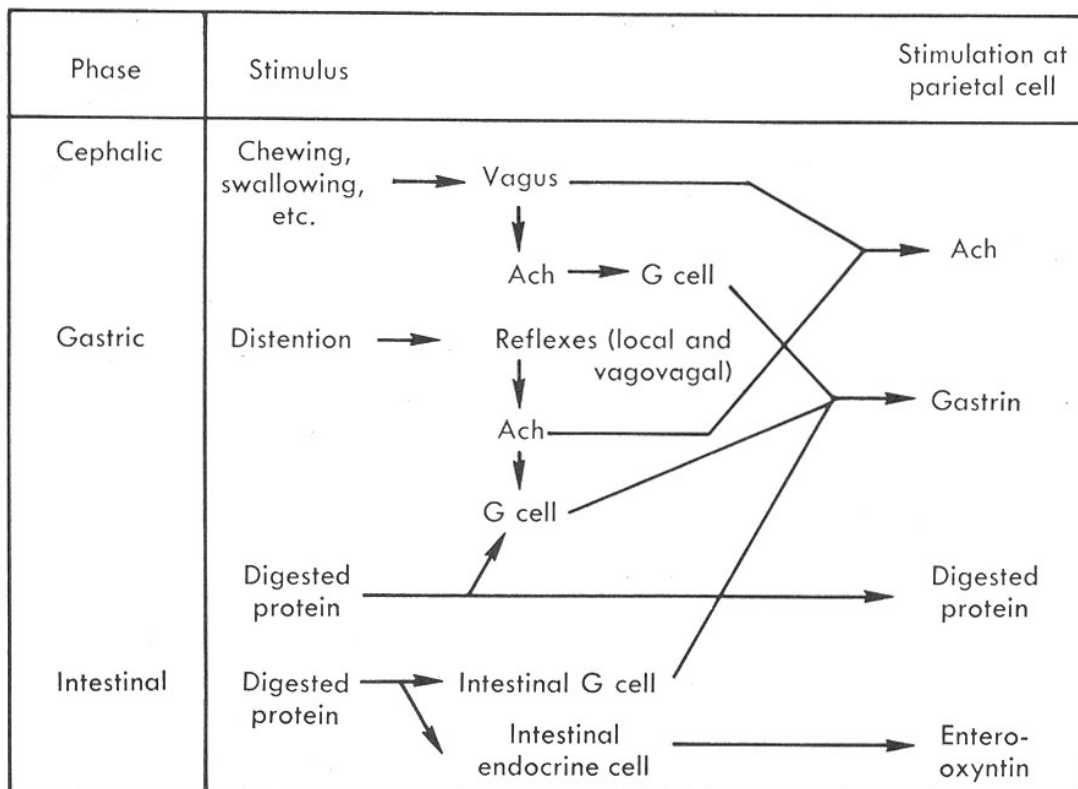 Phase
Stimulus
Stimulation at
parietal cell
Cephalic
Chewing,
swallowing,
etc.
Vagus
Ach
Ach
G cell
Gastric
Distention
Reflexes (local and
vagovagal)
Gastrin
Ach
G cell
Digested
protein
Digested
protein
Intestinal
Digested
protein
Intestinal G cell
Intestinal
endocrine cell
Entero-
oxyntin